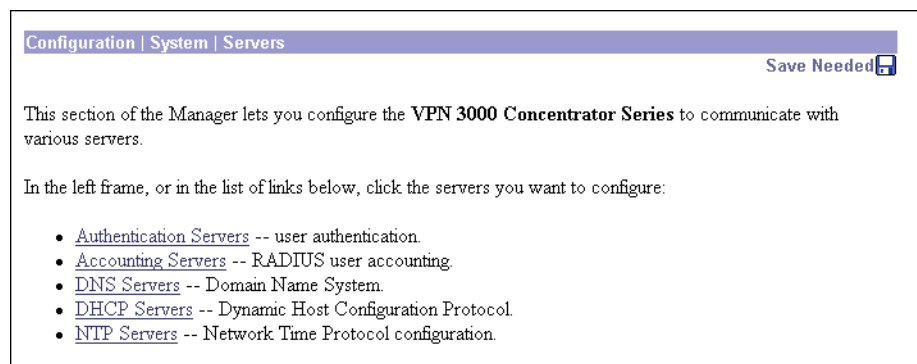 Configuration | System | Servers
Save Needed
This section of the Manager lets you configure the VPN 3000 Concentrator Series to communicate with
various servers.
In the left frame, or in the list of links below, click the servers you want to configure:
• Authentication Servers -- user authentication.
• Accounting Servers -- RADIUS user accounting.
• DNS Servers -- Domain Name System.
• DHCP Servers -- Dynamic Host Configuration Protocol.
• NTP Servers -- Network Time Protocol configuration.